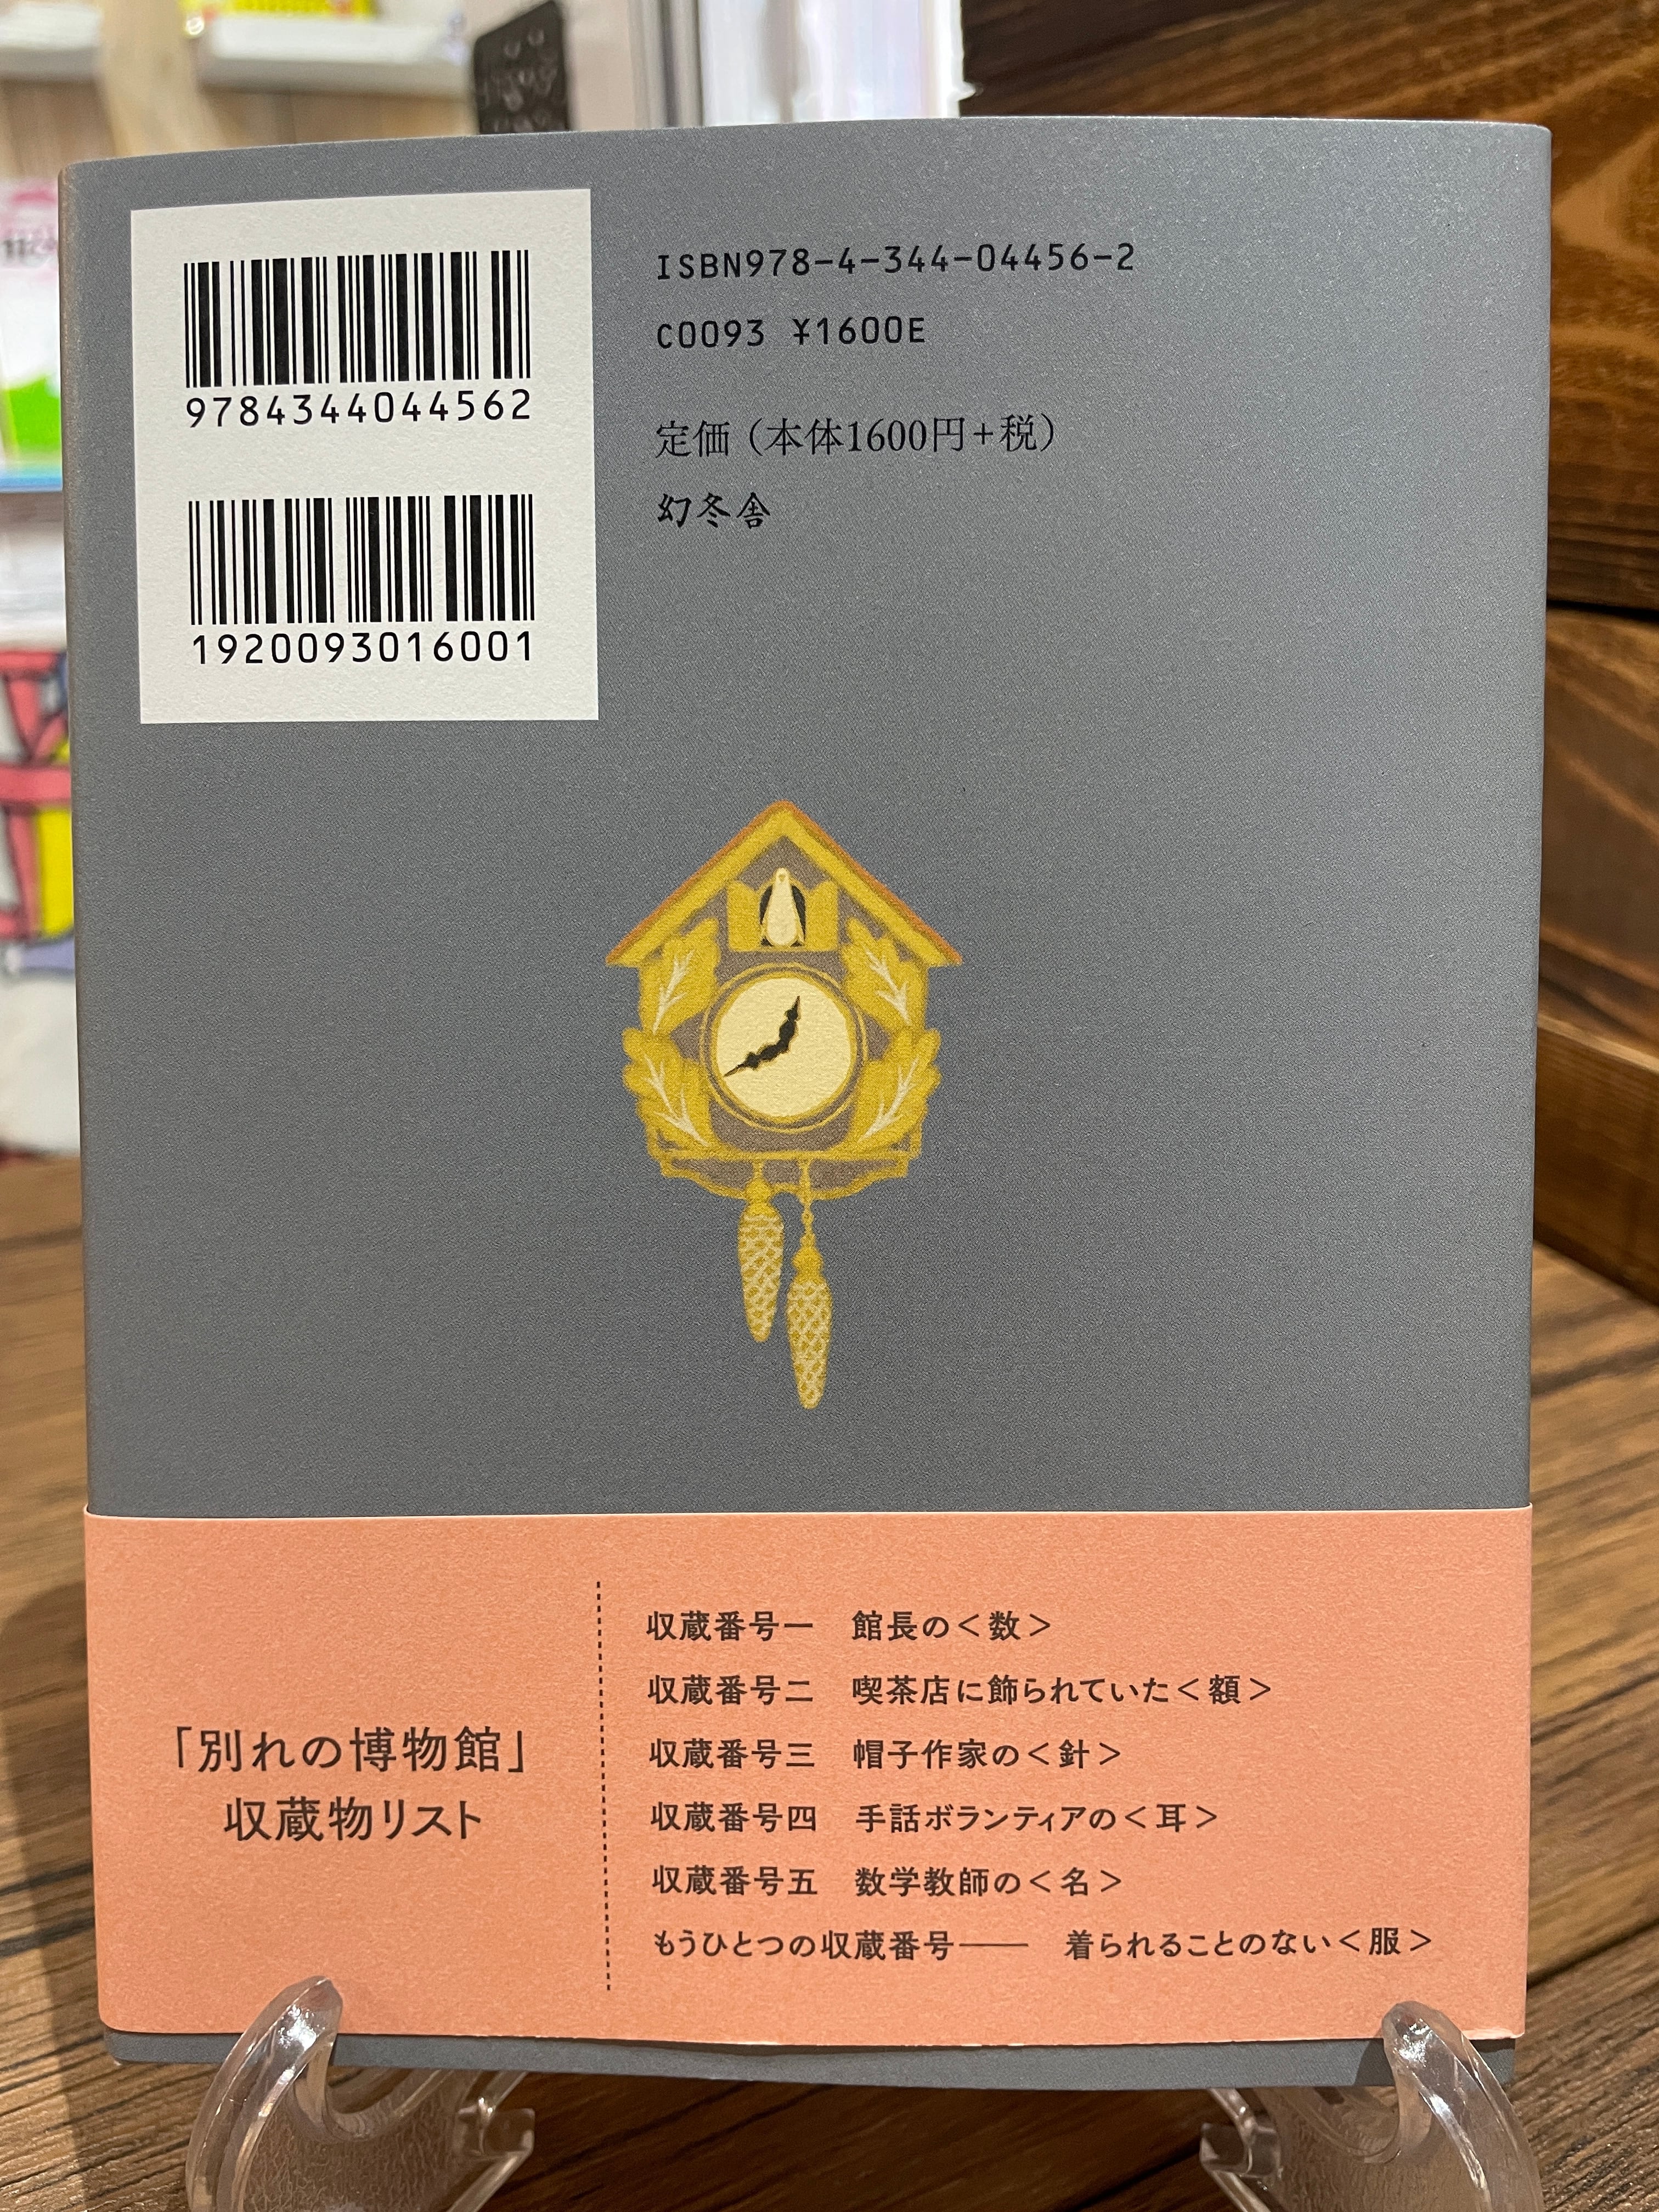 9784344044562
1920093016001
ISBN978-4-344-04456-2
C0093 ¥1600E
定価（本体1600円+税）
幻冬舎
「別れの博物館」
収蔵物リスト
収蔵番号一　館長の＜数＞
収蔵番号二　喫茶店に飾られていた＜額＞
収蔵番号三　帽子作家の＜針＞
収蔵番号四　手話ボランティアの＜耳＞
収蔵番号五　数学教師の＜名＞
もうひとつの収蔵番号――　着られることのない＜服＞